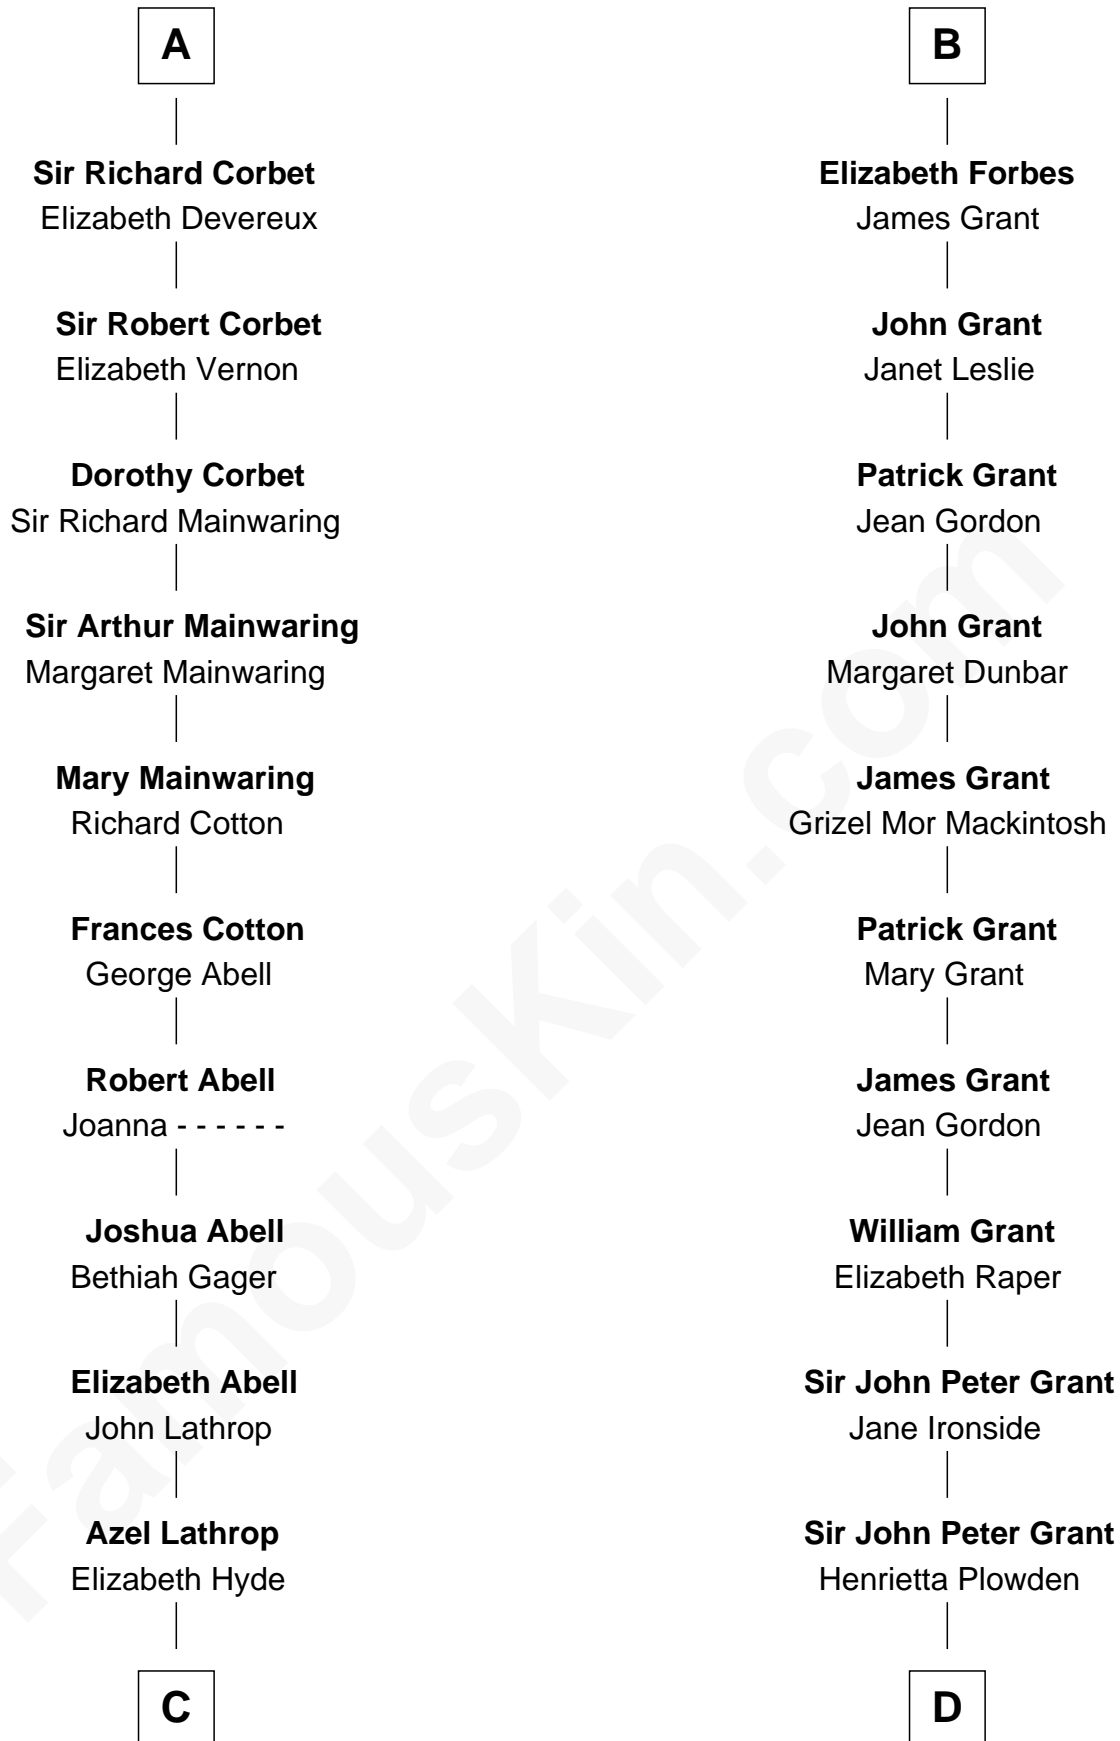 A
Sir Richard Corbet
Elizabeth Devereux
Sir Robert Corbet
Elizabeth Vernon
Dorothy Corbet
Sir Richard Mainwaring
Sir Arthur Mainwaring
Margaret Mainwaring
Mary Mainwaring
Richard Cotton
Frances Cotton
George Abell
Robert Abell
Joanna - - - - - -
Joshua Abell
Bethiah Gager
Elizabeth Abell
John Lathrop
Azel Lathrop
Elizabeth Hyde
C
B
Elizabeth Forbes
James Grant
John Grant
Janet Leslie
Patrick Grant
Jean Gordon
John Grant
Margaret Dunbar
James Grant
Grizel Mor Mackintosh
Patrick Grant
Mary Grant
James Grant
Jean Gordon
William Grant
Elizabeth Raper
Sir John Peter Grant
Jane Ironside
Sir John Peter Grant
Henrietta Plowden
D
FamousKin.com